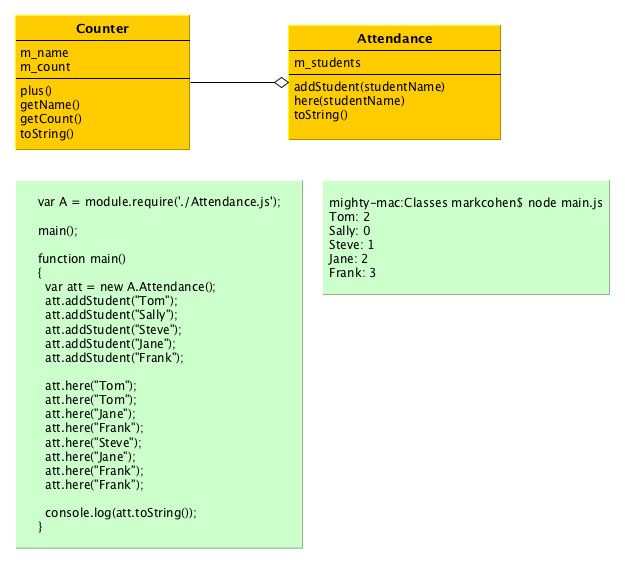 Counter
m_name
m_count
plus()
getName()
getCount()
toString()
Attendance
m_students
addStudent(studentName)
here(studentName)
toString()
var A = module.require('./Attendance.js');
main();
function main()
{
var att = new A.Attendance();
att.addStudent("Tom");
att.addStudent("Sally");
att.addStudent("Steve");
att.addStudent("Jane");
att.addStudent("Frank");
att.here("Tom");
att.here("Tom");
att.here("Jane");
att.here("Frank");
att.here("Steve");
att.here("Jane");
att.here("Frank");
att.here("Frank");
console.log(att.toString());
}
mighty-mac:Classes markcohen$ node main.js
Tom: 2
Sally: 0
Steve: 1
Jane: 2
Frank: 3